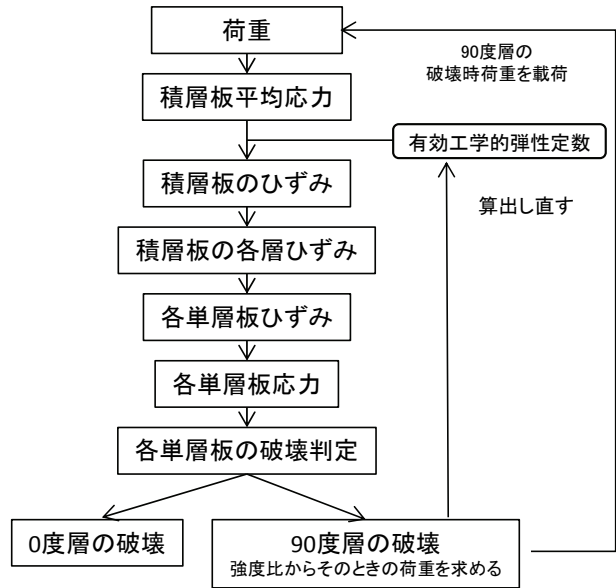 荷重
90度層の
破壊時荷重を載荷
積層板平均応力
有効工学的弾性定数
積層板のひずみ
算出し直す
積層板の各層ひずみ
各単層板ひずみ
各単層板応力
各単層板の破壊判定
0度層の破壊
90度層の破壊
強度比からそのときの荷重を求める